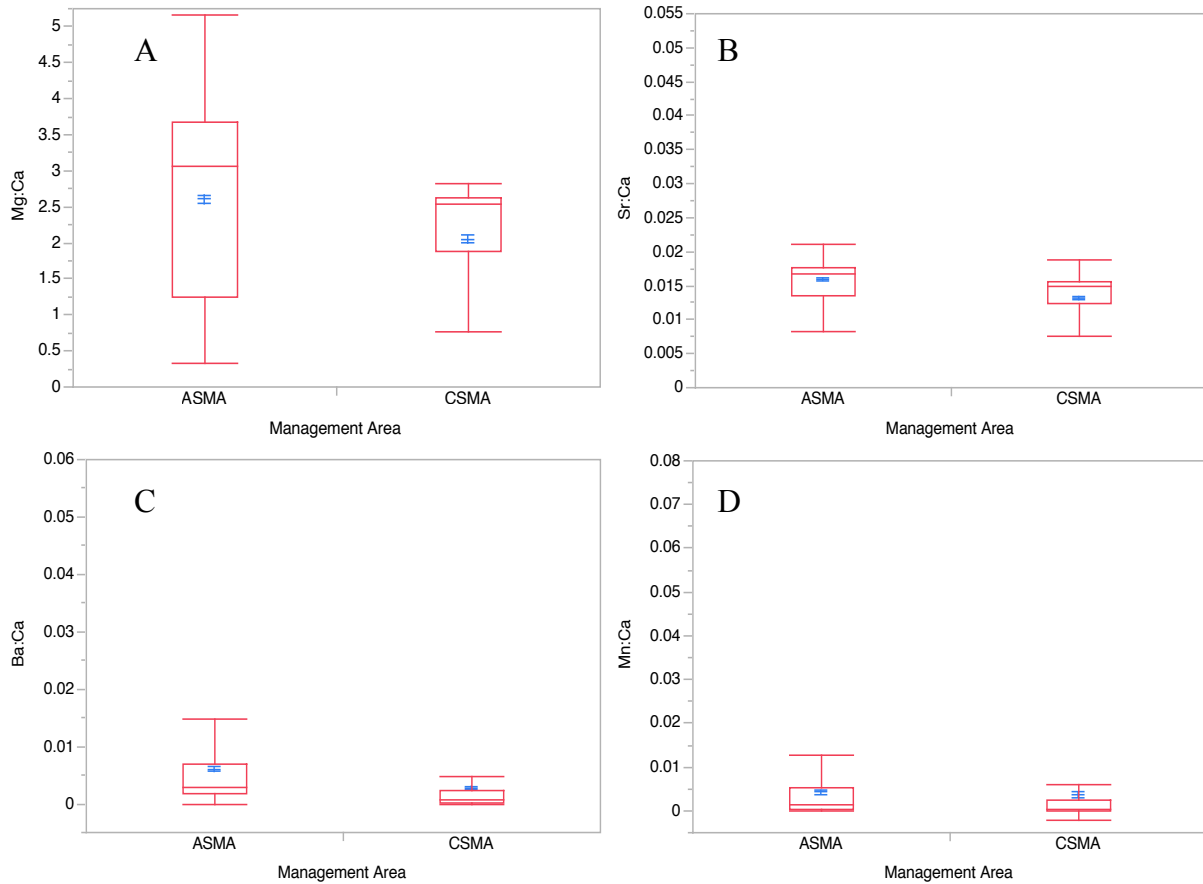 A
Mg:Ca
5
4.5
4
3.5
3
2.5
2
1.5
1
0.5
0
ASMA
CSMA
Management Area
B
Sr:Ca
0.055
0.05
0.045
0.04
0.035
0.03
0.025
0.02
0.015
0.01
0.005
0
ASMA
CSMA
Management Area
C
Ba:Ca
0.06
0.05
0.04
0.03
0.02
0.01
0
ASMA
CSMA
Management Area
D
Mn:Ca
0.08
0.07
0.06
0.05
0.04
0.03
0.02
0.01
0
ASMA
CSMA
Management Area